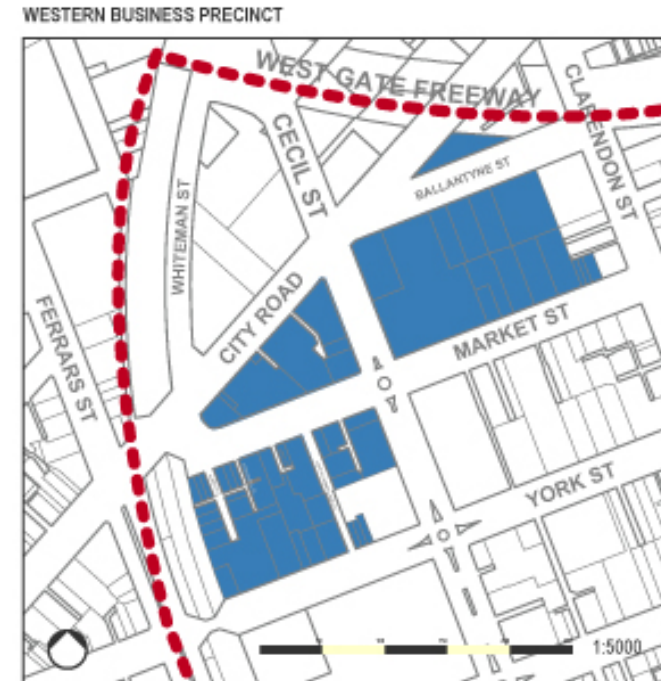 WESTERN BUSINESS PRECINCT
WEST GATE FREEWAY
CLARENDON ST
CECIL ST
BALLANTYNE ST
WHITEMAN ST
CITY ROAD
FERRARS ST
MARKET ST
YORK ST
1:5000